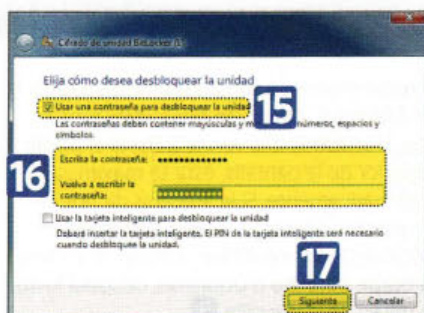 Cifrado de unidad BitLocker (I:)
Elija cómo desea desbloquear la unidad
Usar una contraseña para desbloquear la unidad
15
Las contraseñas deben contener mayúsculas y números, espacios y
símbolos.
16
Escriba la contraseña: •••••••••••••
Vuelva a escribir la
contraseña: •••••••••••••
Usar la tarjeta inteligente para desbloquear la unidad
Deberá insertar la tarjeta inteligente. El PIN de la tarjeta inteligente será necesario
cuando desbloquee la unidad.
17
Siguiente Cancelar